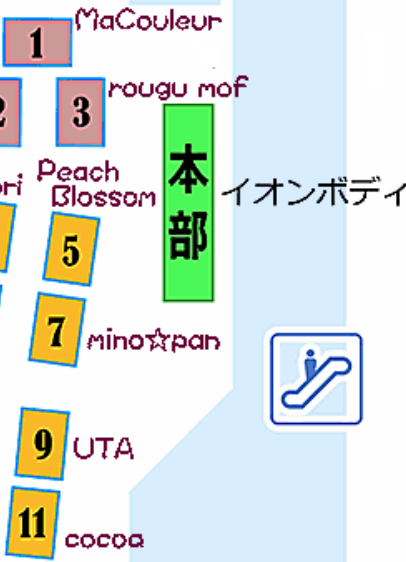 MaCouleur
1
rougu mof
2
3
本部
Peach
Blossom
イオンボディ
5
7
mino☆pan
9
UTA
11
cocoa